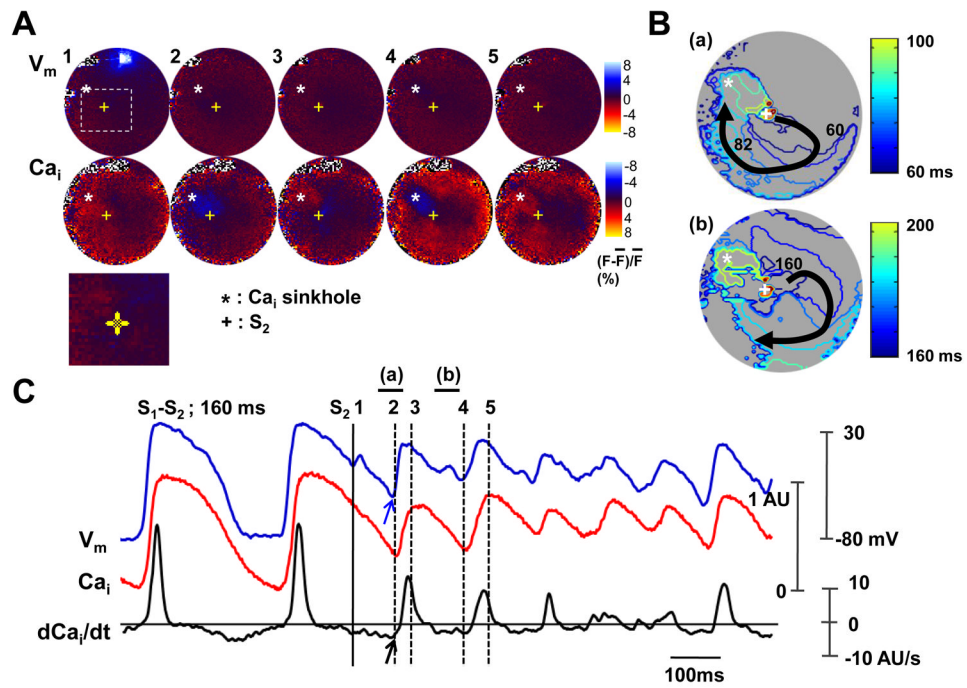 A
B
1 2 3 4 5
Vm
8
4
0
-4
-8
Cai
-8
-4
0
4
8
(F-F̅)/F̅
(%)
* : Cai sinkhole
+ : S2
(a)
60
82
100
60 ms
(b)
160
200
160 ms
C
(a) (b)
S1-S2 ; 160 ms S2 1 2 3 4 5
30
1 AU
-80 mV
Vm
Cai
0
10
dCai/dt
0
-10 AU/s
100ms